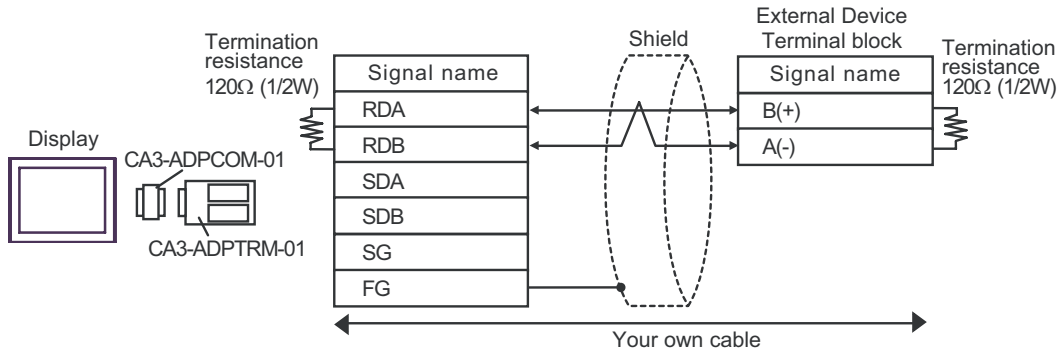 External Device
Terminal block
Termination
resistance
120Ω (1/2W)
Shield
Termination
resistance
120Ω (1/2W)
Signal name
Signal name
RDA
B(+)
RDB
A(-)
SDA
SDB
SG
FG
Display
CA3-ADPCOM-01
CA3-ADPTRM-01
Your own cable